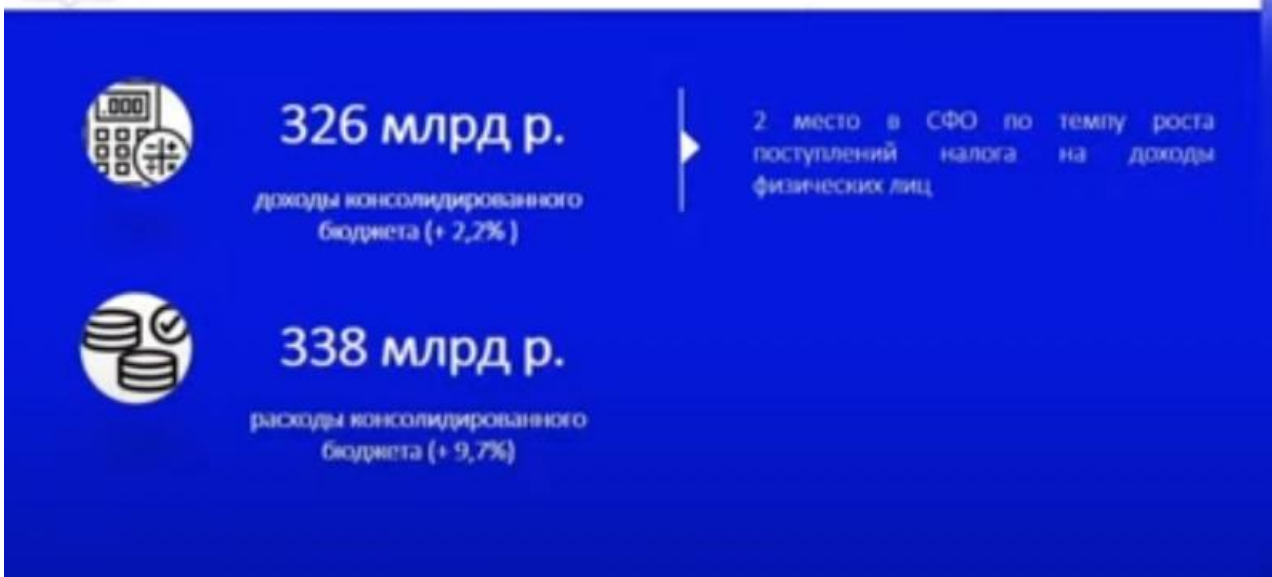 .000
326 млрд р.
доходы консолидированного
бюджета (+ 2,2% )
2 место в СФО по темпу роста
поступлений налога на доходы
физических лиц
338 млрд р.
расходы консолидированного
бюджета (+ 9,7%)